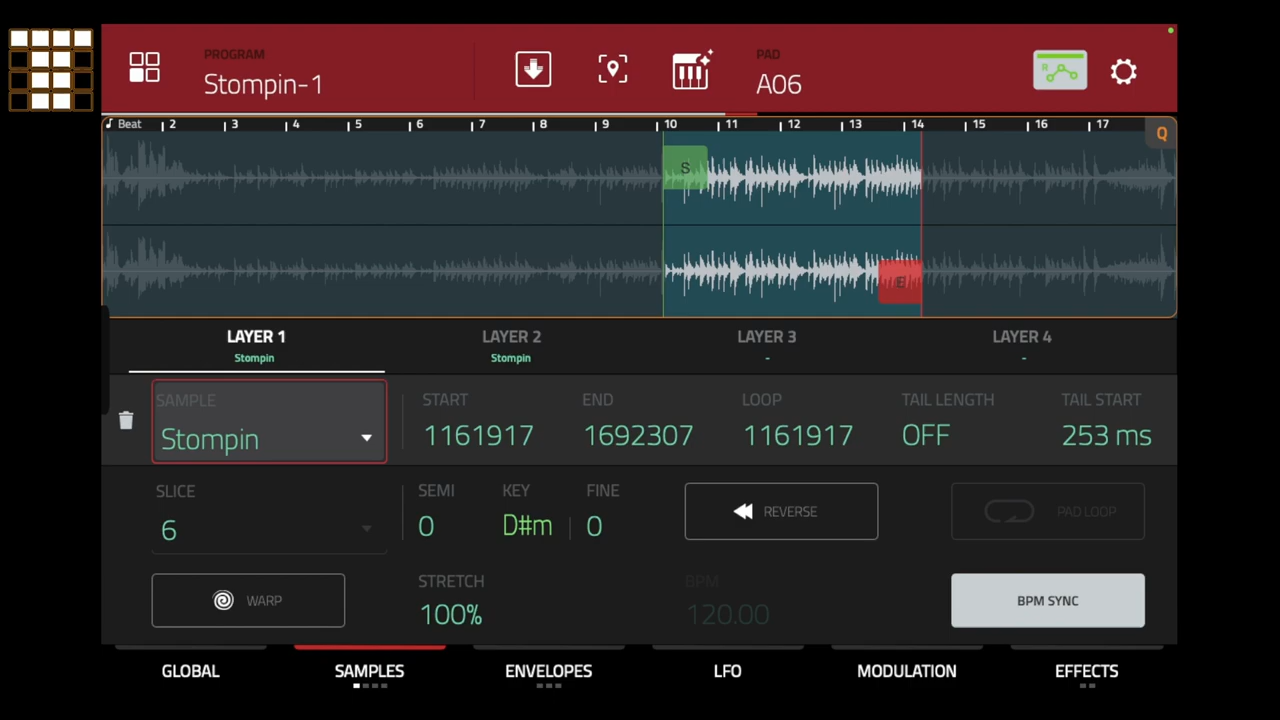 PROGRAM
Stompin-1
PAD
A06
R
Beat 2 3 4 5 6 7 8 9 10 11 12 13 14 15 16 17
Q
S
E
LAYER 1 LAYER 2 LAYER 3 LAYER 4
Stompin Stompin - -
SAMPLE START END LOOP TAIL LENGTH TAIL START
Stompin 1161917 1692307 1161917 OFF 253 ms
SLICE SEMI KEY FINE
6 0 D#m 0
REVERSE PAD LOOP
STRETCH BPM
WARP 100% 120.00 BPM SYNC
GLOBAL SAMPLES ENVELOPES LFO MODULATION EFFECTS